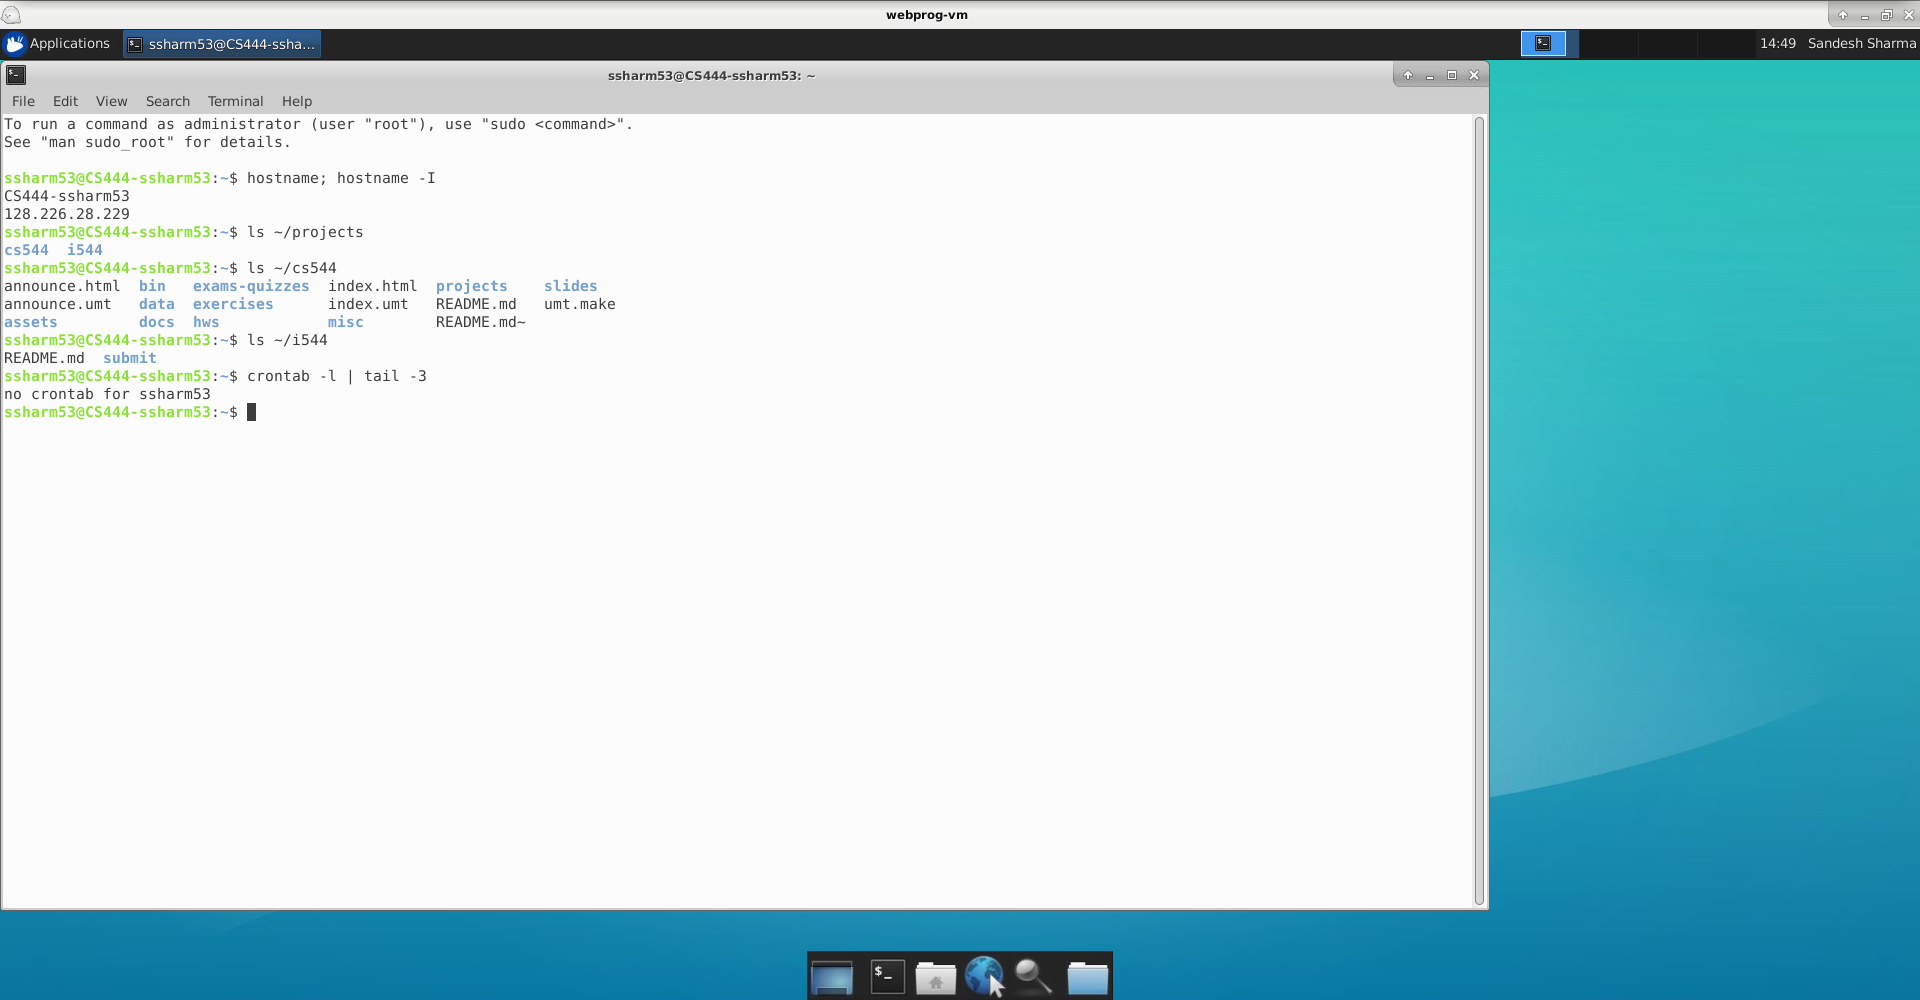 webprog-vm
Applications ssharm53@CS444-ssha... 14:49 Sandesh Sharma
ssharm53@CS444-ssharm53: ~
File Edit View Search Terminal Help
To run a command as administrator (user "root"), use "sudo <command>".
See "man sudo_root" for details.
ssharm53@CS444-ssharm53:~$ hostname; hostname -I
CS444-ssharm53
128.226.28.229
ssharm53@CS444-ssharm53:~$ ls ~/projects
cs544 i544
ssharm53@CS444-ssharm53:~$ ls ~/cs544
announce.html bin exams-quizzes index.html projects slides
announce.umt data exercises index.umt README.md umt.make
assets docs hws misc README.md~
ssharm53@CS444-ssharm53:~$ ls ~/i544
README.md submit
ssharm53@CS444-ssharm53:~$ crontab -l | tail -3
no crontab for ssharm53
ssharm53@CS444-ssharm53:~$